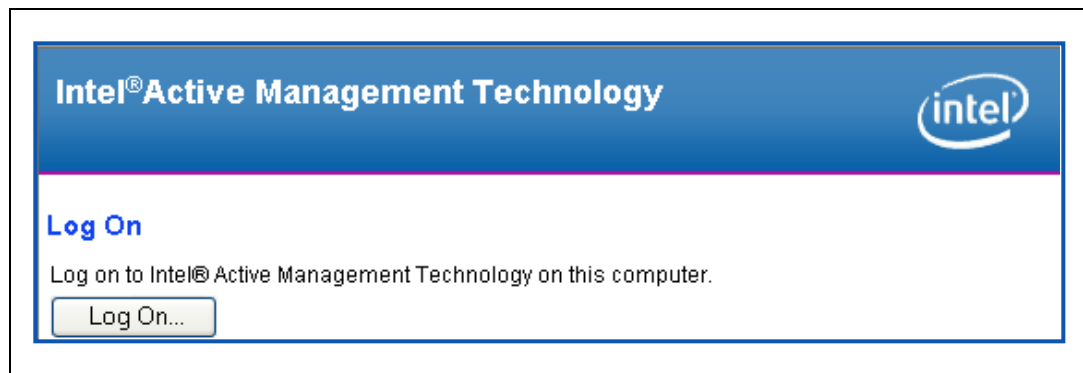 Intel®Active Management Technology
intel®
Log On
Log on to Intel® Active Management Technology on this computer.
Log On...